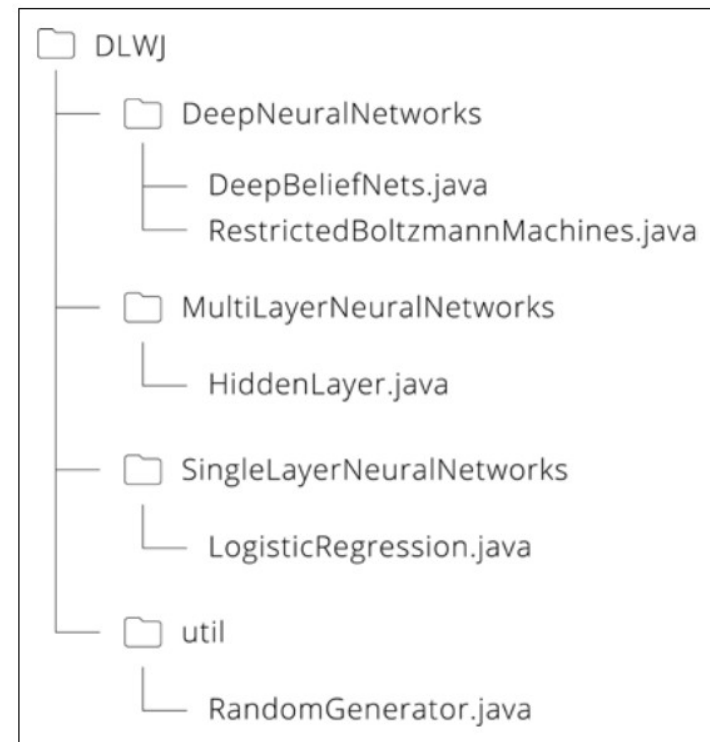 DLWJ
DeepNeuralNetworks
DeepBeliefNets.java
RestrictedBoltzmannMachines.java
MultiLayerNeuralNetworks
HiddenLayer.java
SingleLayerNeuralNetworks
LogisticRegression.java
util
RandomGenerator.java